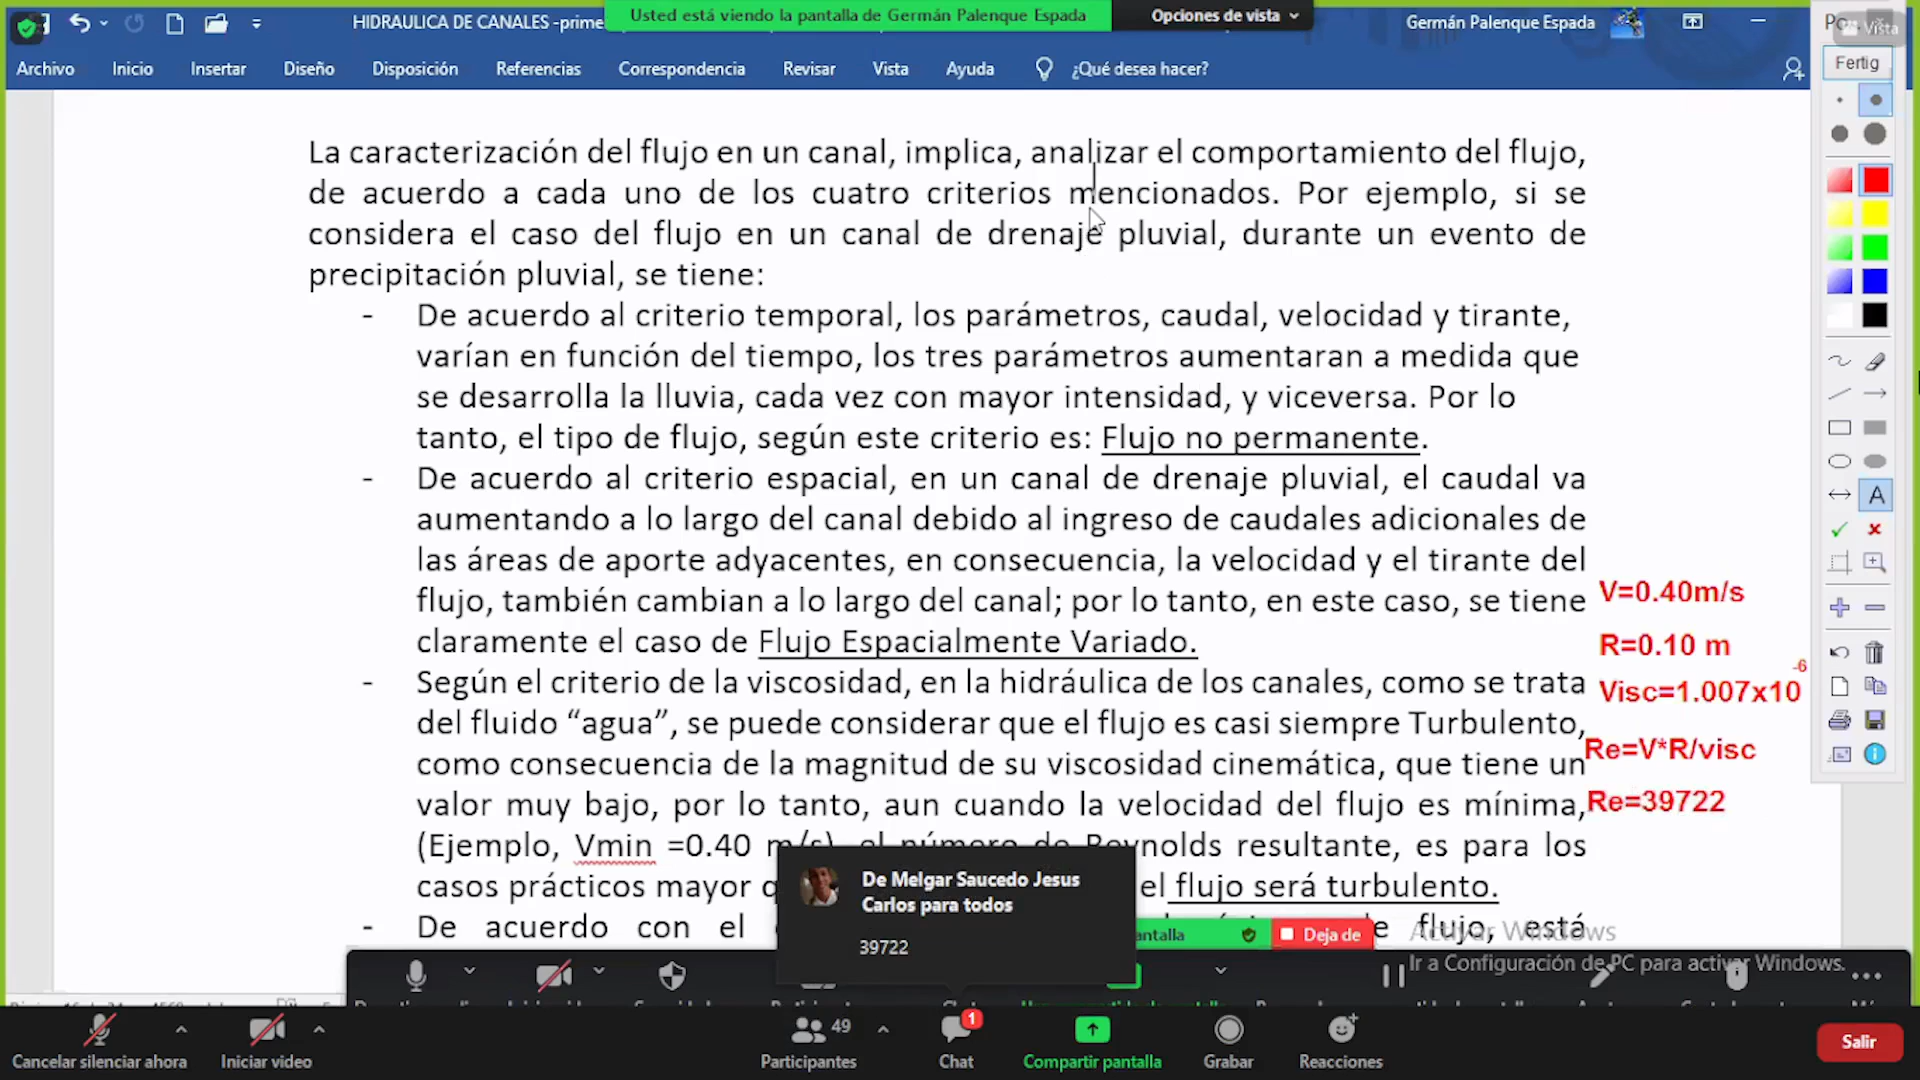 HIDRAULICA DE CANALES -prime
Usted está viendo la pantalla de Germán Palenque Espada
Opciones de vista
Germán Palenque Espada
Vista
Archivo Inicio Insertar Diseño Disposición Referencias Correspondencia Revisar Vista Ayuda ¿Qué desea hacer?
Fertig
La caracterización del flujo en un canal, implica, analizar el comportamiento del flujo,
de acuerdo a cada uno de los cuatro criterios mencionados. Por ejemplo, si se
considera el caso del flujo en un canal de drenaje pluvial, durante un evento de
precipitación pluvial, se tiene:
- De acuerdo al criterio temporal, los parámetros, caudal, velocidad y tirante,
varían en función del tiempo, los tres parámetros aumentaran a medida que
se desarrolla la lluvia, cada vez con mayor intensidad, y viceversa. Por lo
tanto, el tipo de flujo, según este criterio es: Flujo no permanente.
- De acuerdo al criterio espacial, en un canal de drenaje pluvial, el caudal va
aumentando a lo largo del canal debido al ingreso de caudales adicionales de
las áreas de aporte adyacentes, en consecuencia, la velocidad y el tirante del
flujo, también cambian a lo largo del canal; por lo tanto, en este caso, se tiene
claramente el caso de Flujo Espacialmente Variado.
- Según el criterio de la viscosidad, en la hidráulica de los canales, como se trata
del fluido “agua”, se puede considerar que el flujo es casi siempre Turbulento,
como consecuencia de la magnitud de su viscosidad cinemática, que tiene un
valor muy bajo, por lo tanto, aun cuando la velocidad del flujo es mínima,
(Ejemplo, Vmin =0.40 m/s), el número de Reynolds resultante, es para los
casos prácticos mayor q el flujo será turbulento.
- De acuerdo con el de flujo, está
V=0.40m/s
R=0.10 m
Visc=1.007x10-6
Re=V*R/visc
Re=39722
De Melgar Saucedo Jesus
Carlos para todos
39722
antalla
Deja de
Activar Windows
Ir a Configuración de PC para activar Windows.
49
1
Cancelar silenciar ahora Iniciar video Participantes Chat Compartir pantalla Grabar Reacciones Salir